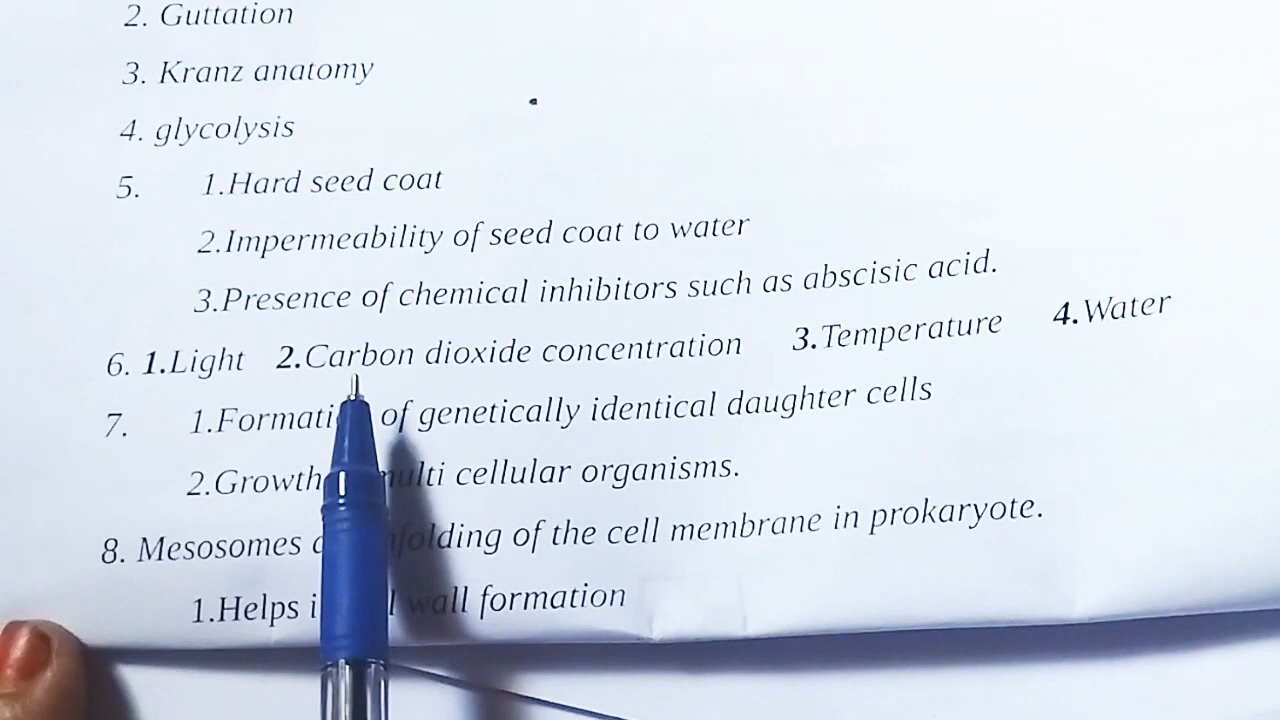 2. Guttation
3. Kranz anatomy
4. glycolysis
5. 1.Hard seed coat
2.Impermeability of seed coat to water
3.Presence of chemical inhibitors such as abscisic acid.
6. 1.Light 2.Carbon dioxide concentration 3.Temperature 4.Water
7. 1.Formati of genetically identical daughter cells
2.Growth multi cellular organisms.
8. Mesosomes folding of the cell membrane in prokaryote.
1.Helps wall formation